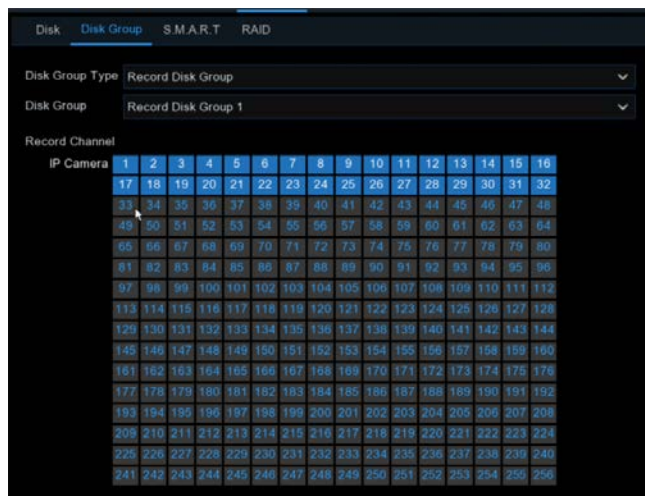 Disk Disk Group S.M.A.R.T RAID
Disk Group Type Record Disk Group
Disk Group Record Disk Group 1
Record Channel
IP Camera 1 2 3 4 5 6 7 8 9 10 11 12 13 14 15 16
17 18 19 20 21 22 23 24 25 26 27 28 29 30 31 32
33 34 35 36 37 38 39 40 41 42 43 44 45 46 47 48
49 50 51 52 53 54 55 56 57 58 59 60 61 62 63 64
65 66 67 68 69 70 71 72 73 74 75 76 77 78 79 80
81 82 83 84 85 86 87 88 89 90 91 92 93 94 95 96
97 98 99 100 101 102 103 104 105 106 107 108 109 110 111 112
113 114 115 116 117 118 119 120 121 122 123 124 125 126 127 128
129 130 131 132 133 134 135 136 137 138 139 140 141 142 143 144
145 146 147 148 149 150 151 152 153 154 155 156 157 158 159 160
161 162 163 164 165 166 167 168 169 170 171 172 173 174 175 176
177 178 179 180 181 182 183 184 185 186 187 188 189 190 191 192
193 194 195 196 197 198 199 200 201 202 203 204 205 206 207 208
209 210 211 212 213 214 215 216 217 218 219 220 221 222 223 224
225 226 227 228 229 230 231 232 233 234 235 236 237 238 239 240
241 242 243 244 245 246 247 248 249 250 251 252 253 254 255 256